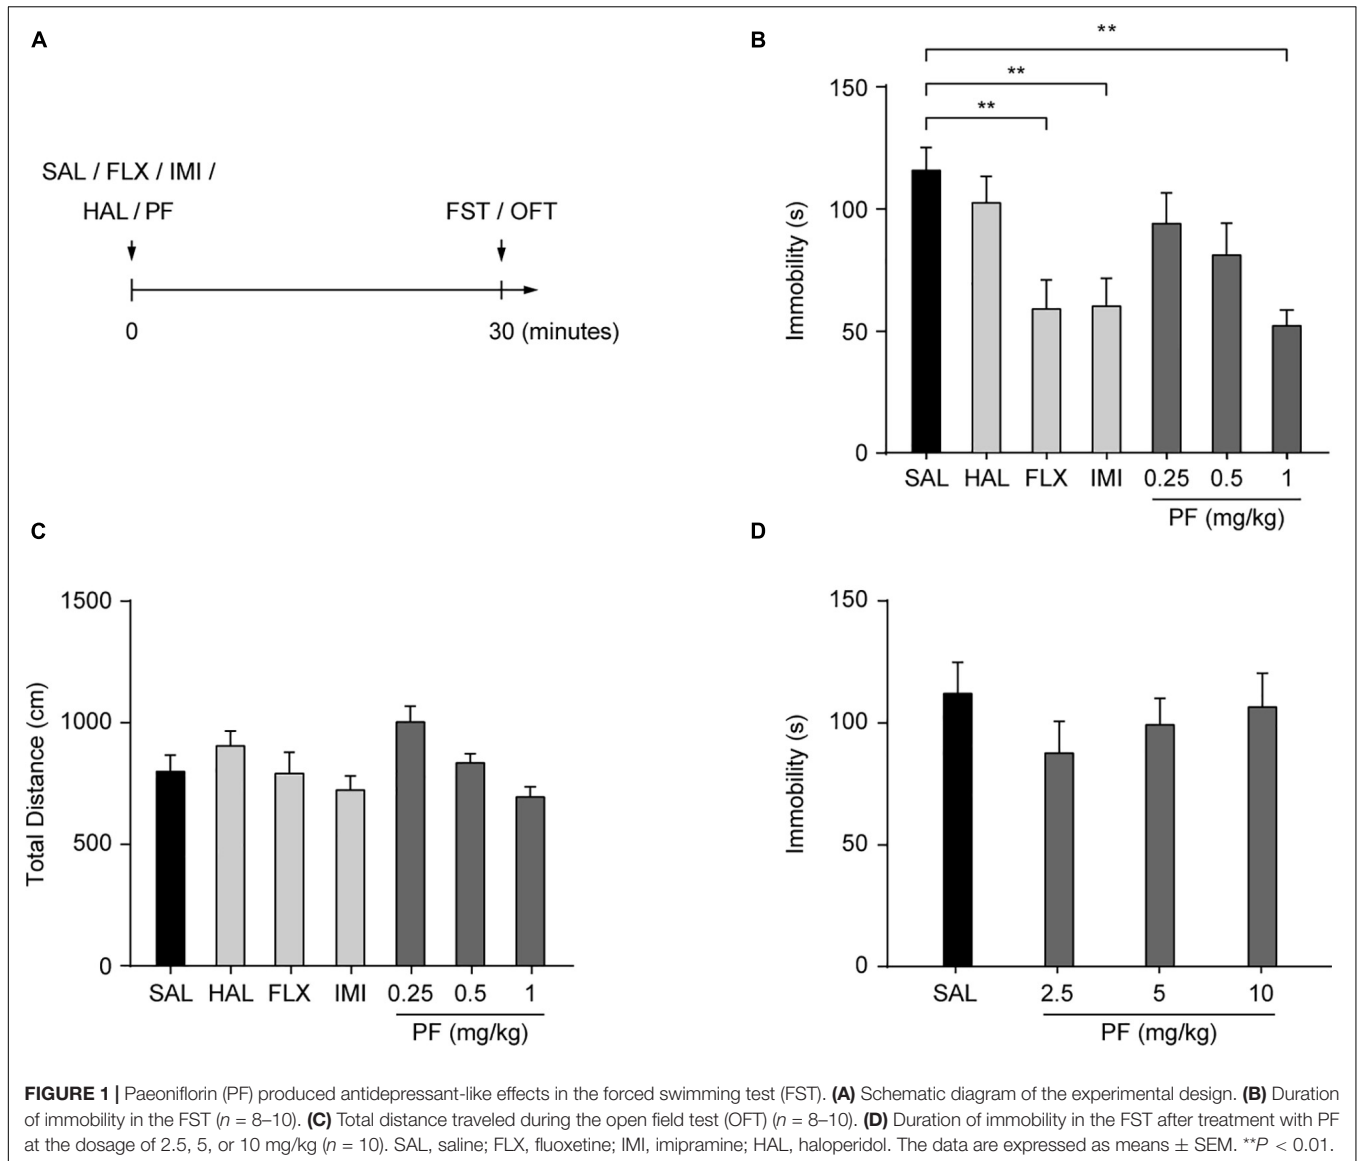 A
SAL / FLX / IMI /
HAL / PF
FST / OFT
0
30 (minutes)
B
**
**
**
150
100
50
0
Immobility (s)
SAL HAL FLX IMI 0.25 0.5 1
PF (mg/kg)
C
1500
1000
500
0
Total Distance (cm)
SAL HAL FLX IMI 0.25 0.5 1
PF (mg/kg)
D
150
100
50
0
Immobility (s)
SAL 2.5 5 10
PF (mg/kg)
FIGURE 1 | Paeoniflorin (PF) produced antidepressant-like effects in the forced swimming test (FST). (A) Schematic diagram of the experimental design. (B) Duration
of immobility in the FST (n = 8–10). (C) Total distance traveled during the open field test (OFT) (n = 8–10). (D) Duration of immobility in the FST after treatment with PF
at the dosage of 2.5, 5, or 10 mg/kg (n = 10). SAL, saline; FLX, fluoxetine; IMI, imipramine; HAL, haloperidol. The data are expressed as means ± SEM. **P < 0.01.